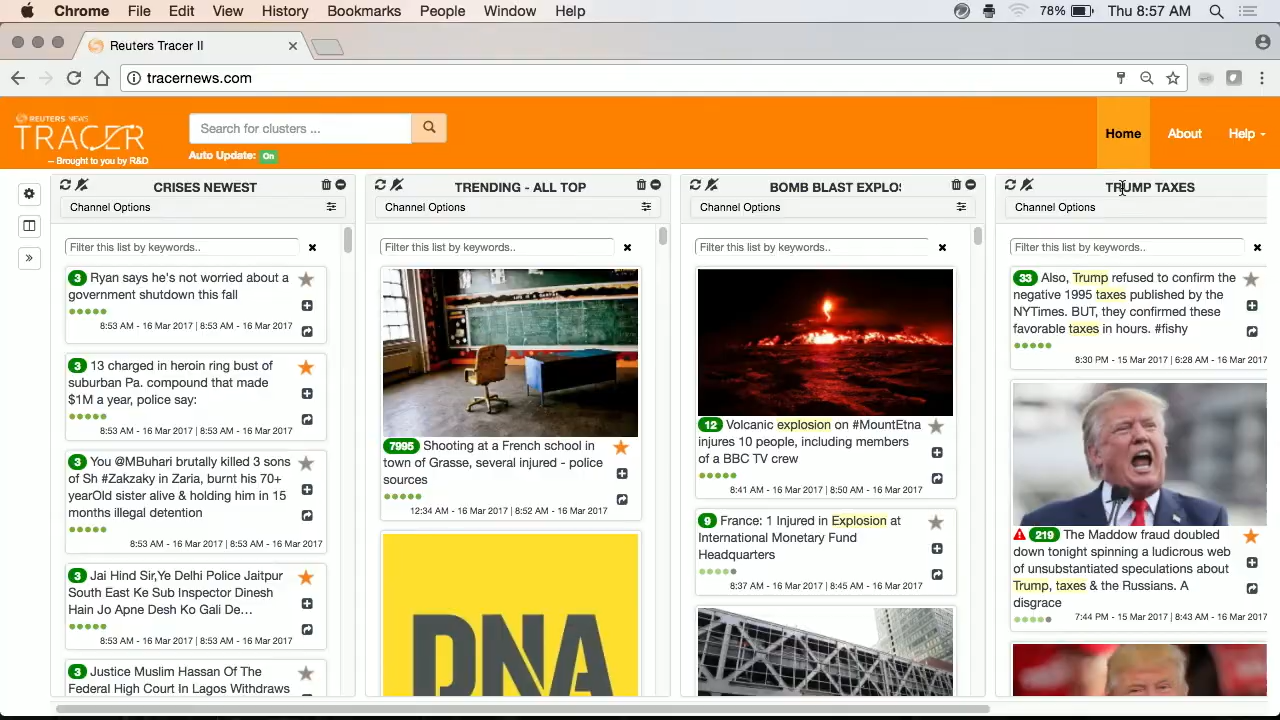 Chrome File Edit View History Bookmarks People Window Help 78% Thu 8:57 AM
Reuters Tracer II
tracernews.com
REUTERS NEWS
TRACER
– Brought to you by R&D
Search for clusters ...
Auto Update: On
Home About Help
CRISES NEWEST
Channel Options
Filter this list by keywords..
3 Ryan says he's not worried about a
government shutdown this fall
8:53 AM - 16 Mar 2017 | 8:53 AM - 16 Mar 2017
3 13 charged in heroin ring bust of
suburban Pa. compound that made
$1M a year, police say:
8:53 AM - 16 Mar 2017 | 8:53 AM - 16 Mar 2017
3 You @MBuhari brutally killed 3 sons
of Sh #Zakzaky in Zaria, burnt his 70+
yearOld sister alive & holding him in 15
months illegal detention
8:53 AM - 16 Mar 2017 | 8:53 AM - 16 Mar 2017
3 Jai Hind Sir,Ye Delhi Police Jaitpur
South East Ke Sub Inspector Dinesh
Hain Jo Apne Desh Ko Gali De...
8:53 AM - 16 Mar 2017 | 8:53 AM - 16 Mar 2017
3 Justice Muslim Hassan Of The
Federal High Court In Lagos Withdraws
TRENDING - ALL TOP
Channel Options
Filter this list by keywords..
7995 Shooting at a French school in
town of Grasse, several injured - police
sources
12:34 AM - 16 Mar 2017 | 8:52 AM - 16 Mar 2017
DNA
BOMB BLAST EXPLOS
Channel Options
Filter this list by keywords..
12 Volcanic explosion on #MountEtna
injures 10 people, including members
of a BBC TV crew
8:41 AM - 16 Mar 2017 | 8:50 AM - 16 Mar 2017
9 France: 1 Injured in Explosion at
International Monetary Fund
Headquarters
8:37 AM - 16 Mar 2017 | 8:45 AM - 16 Mar 2017
TRUMP TAXES
Channel Options
Filter this list by keywords..
33 Also, Trump refused to confirm the
negative 1995 taxes published by the
NYTimes. BUT, they confirmed these
favorable taxes in hours. #fishy
8:30 PM - 15 Mar 2017 | 6:28 AM - 16 Mar 2017
219 The Maddow fraud doubled
down tonight spinning a ludicrous web
of unsubstantiated speculations about
Trump, taxes & the Russians. A
disgrace
7:44 PM - 15 Mar 2017 | 8:43 AM - 16 Mar 2017